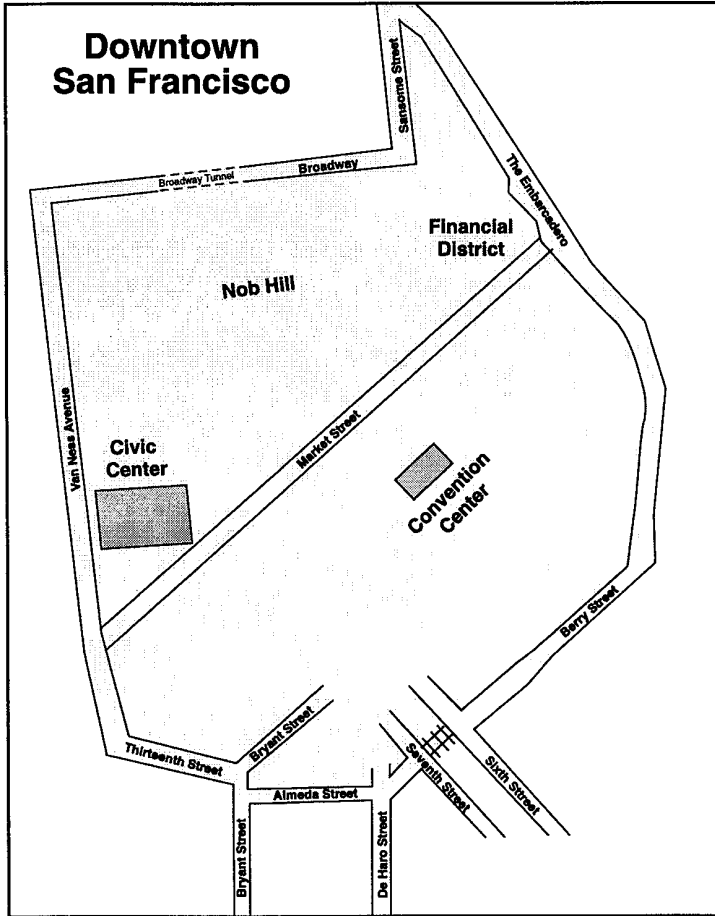 Downtown
San Francisco
Sansome Street
The Embarcadero
Broadway
Broadway Tunnel
Financial
District
Nob Hill
Van Ness Avenue
Market Street
Civic
Center
Convention
Center
Berry Street
Bryant Street
Thirteenth Street
Seventh Street
Sixth Sttreet
Almeda Street
Bryant Street
De Haro Street